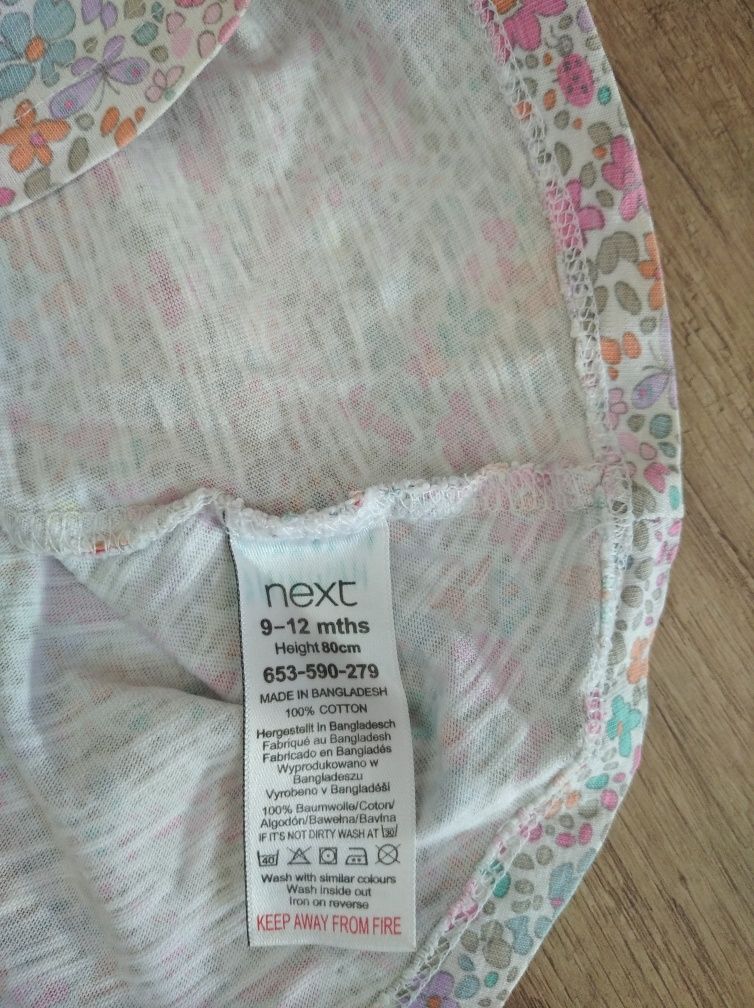 next
9-12 mths
Height 80cm
653-590-279
MADE IN BANGLADESH
100% COTTON
Hergestellt in Bangladesch
Fabriqué au Bangladesh
Fabricado en Bangladés
Wyprodukowano w
Bangladeszu
Vyrobeno v Bangladéši
100% Baumwolle/Coton/
Algodón/Bawełna/Bavlna
IF IT'S NOT DIRTY WASH AT 30
40
Wash with similar colours
Wash inside out
Iron on reverse
KEEP AWAY FROM FIRE